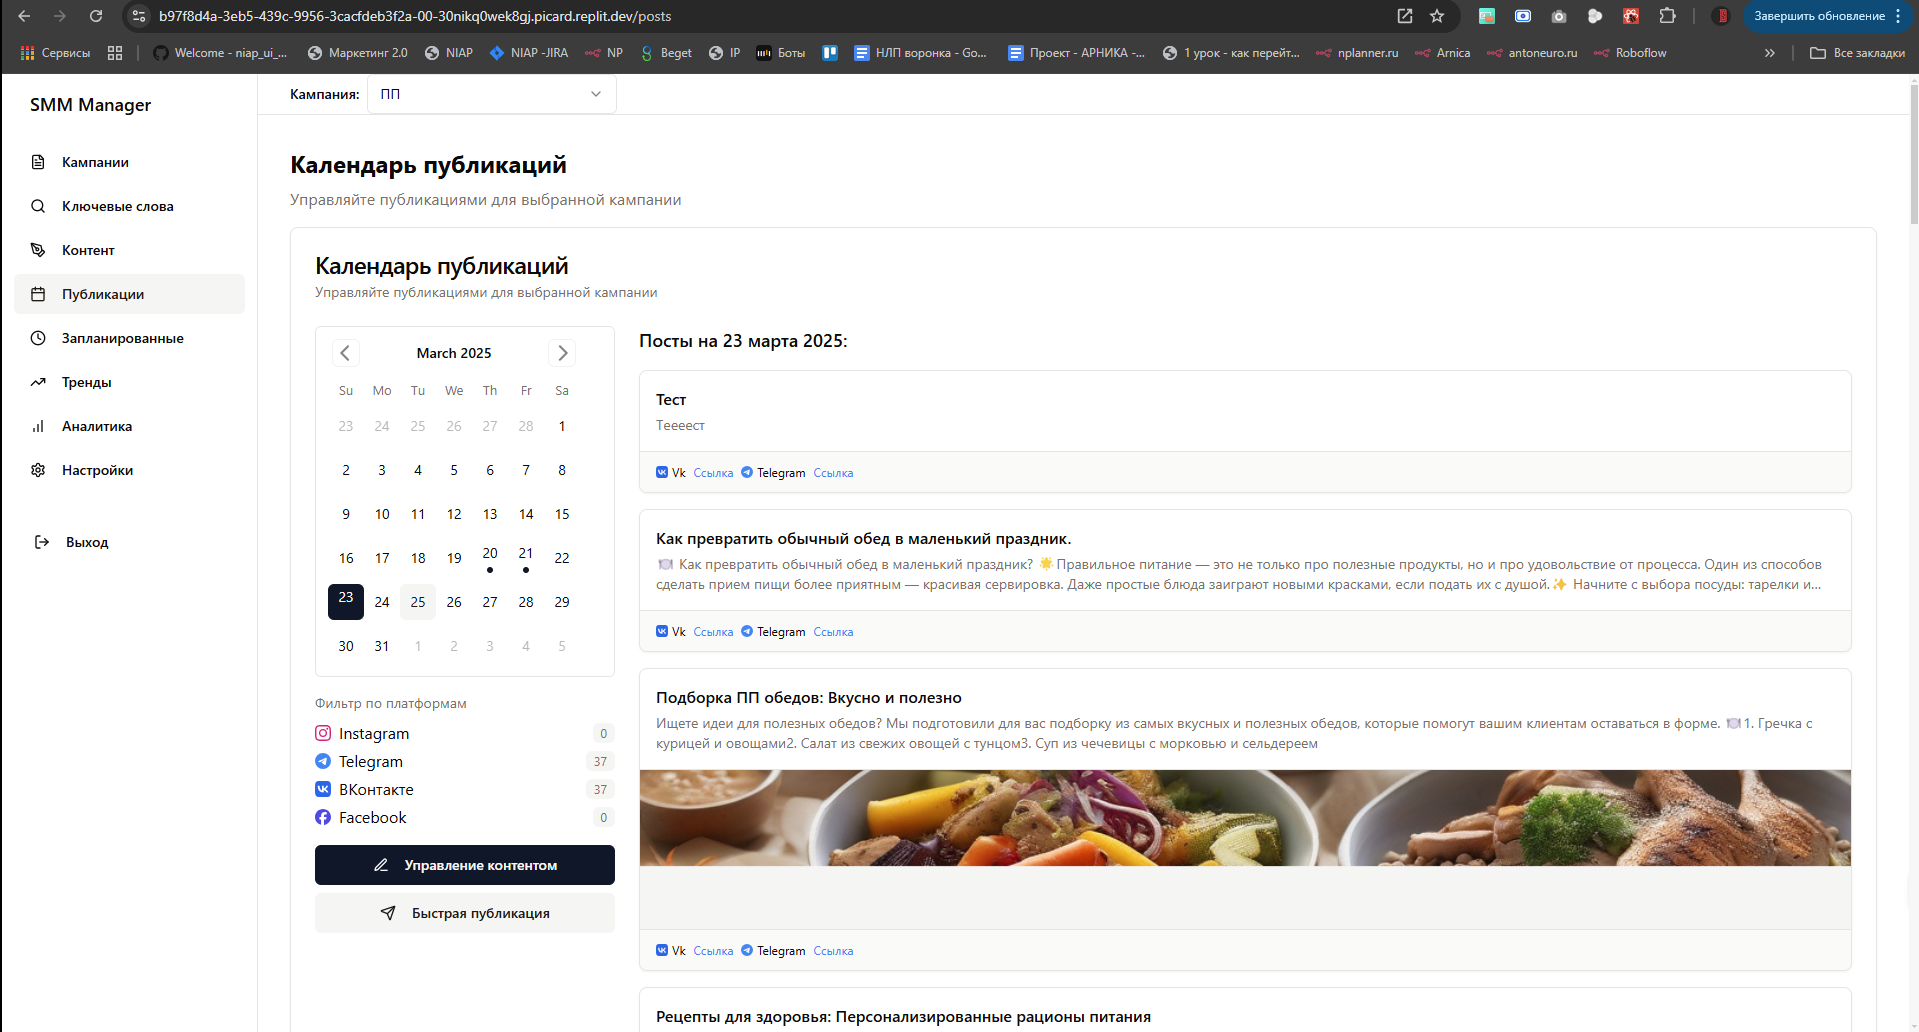 b97f8d4a-3eb5-439c-9956-3cacfdeb3f2a-00-30nikq0wek8gj.picard.replit.dev/posts
Завершить обновление
Сервисы
Welcome - niap_ui_...
Маркетинг 2.0
NIAP
NIAP -JIRA
NP
Beget
IP
Боты
НЛП воронка - Go...
Проект - АРНИКА -...
1 урок - как перейт...
nplanner.ru
Arnica
antoneuro.ru
Roboflow
Все закладки
SMM Manager
Кампания: ПП
Кампании
Ключевые слова
Контент
Публикации
Запланированные
Тренды
Аналитика
Настройки
Выход
Календарь публикаций
Управляйте публикациями для выбранной кампании
Календарь публикаций
Управляйте публикациями для выбранной кампании
March 2025
Su Mo Tu We Th Fr Sa
23 24 25 26 27 28 1
2 3 4 5 6 7 8
9 10 11 12 13 14 15
16 17 18 19 20 21 22
23 24 25 26 27 28 29
30 31 1 2 3 4 5
Фильтр по платформам
Instagram 0
Telegram 37
ВКонтакте 37
Facebook 0
Управление контентом
Быстрая публикация
Посты на 23 марта 2025:
Тест
Теееест
Vk Ссылка Telegram Ссылка
Как превратить обычный обед в маленький праздник.
🍽️ Как превратить обычный обед в маленький праздник? 🌟 Правильное питание — это не только про полезные продукты, но и про удовольствие от процесса. Один из способов
сделать прием пищи более приятным — красивая сервировка. Даже простые блюда заиграют новыми красками, если подать их с душой. ✨ Начните с выбора посуды: тарелки и...
Vk Ссылка Telegram Ссылка
Подборка ПП обедов: Вкусно и полезно
Ищете идеи для полезных обедов? Мы подготовили для вас подборку из самых вкусных и полезных обедов, которые помогут вашим клиентам оставаться в форме. 🍽️ 1. Гречка с
курицей и овощами2. Салат из свежих овощей с тунцом3. Суп из чечевицы с морковью и сельдереем
Vk Ссылка Telegram Ссылка
Рецепты для здоровья: Персонализированные рационы питания